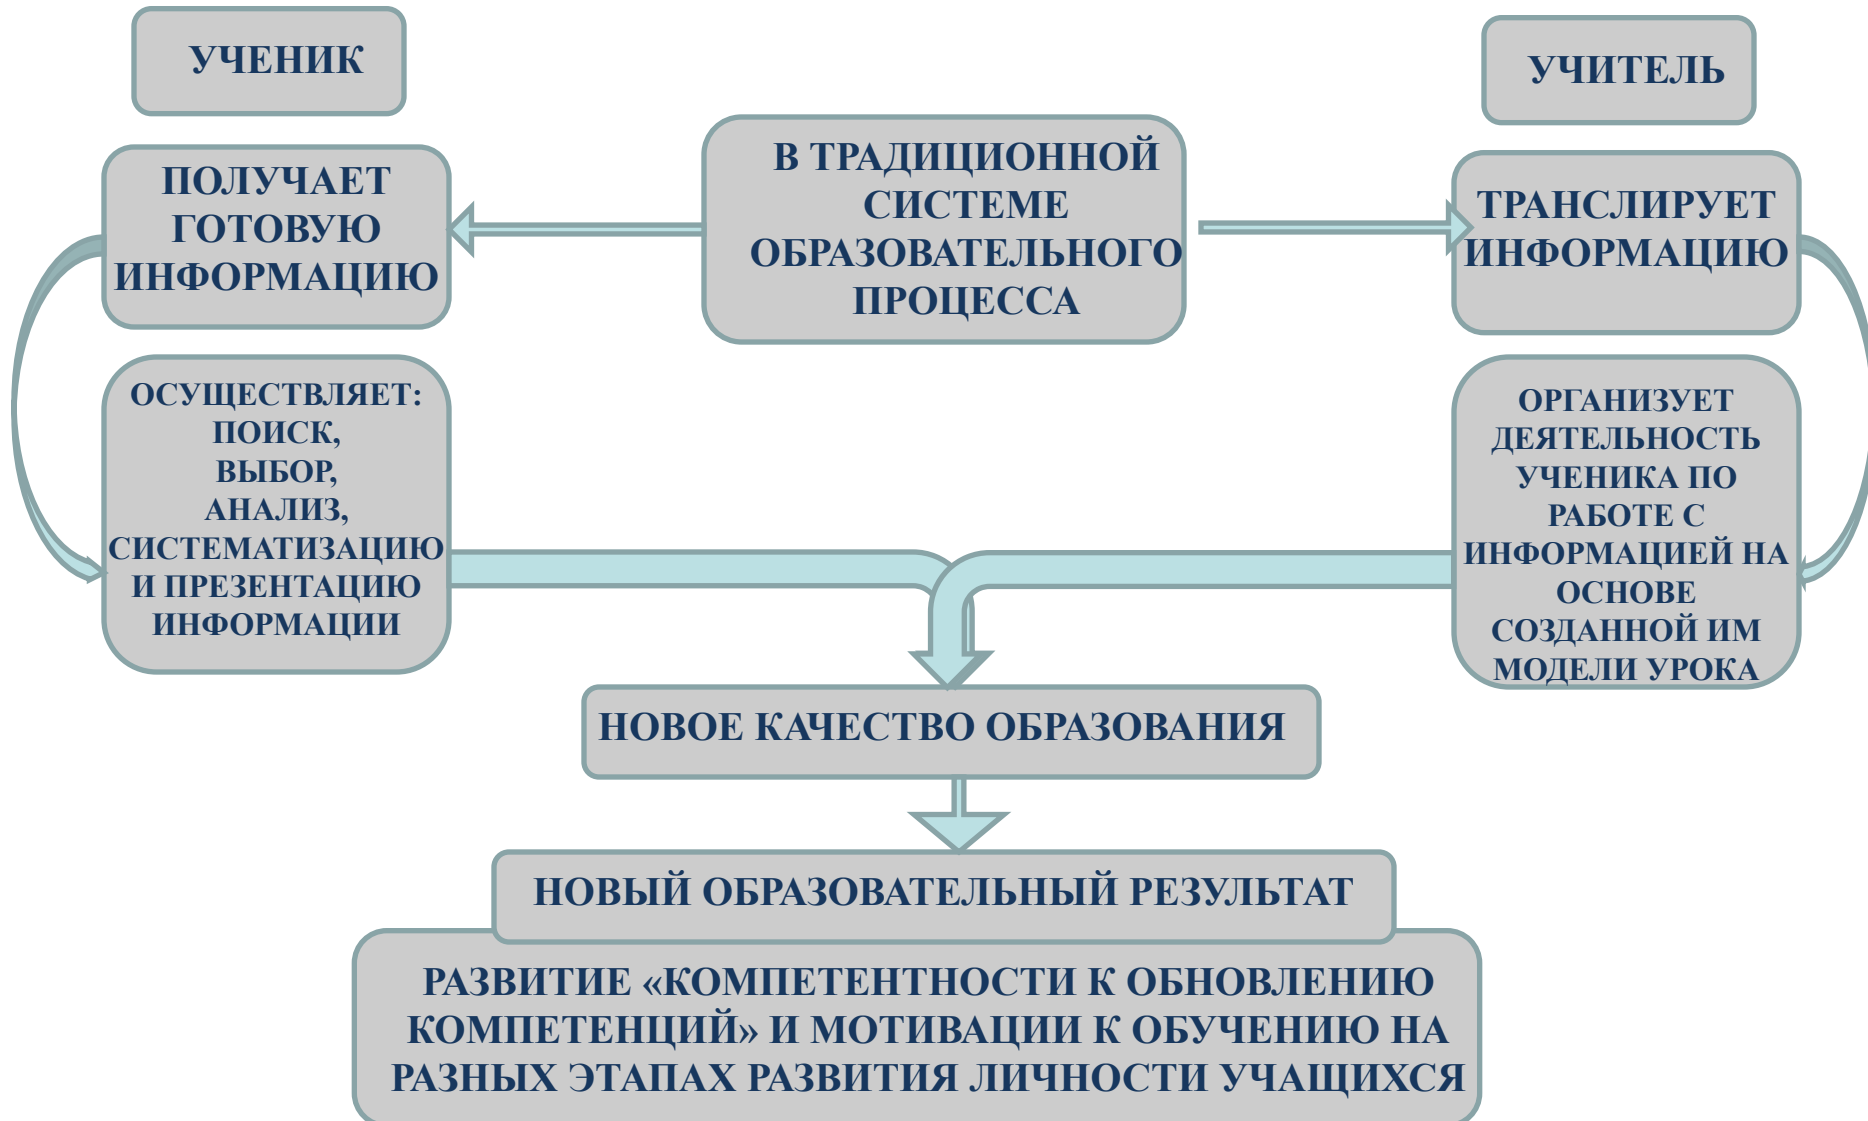 УЧЕНИК
УЧИТЕЛЬ
ПОЛУЧАЕТ
ГОТОВУЮ
ИНФОРМАЦИЮ
В ТРАДИЦИОННОЙ
СИСТЕМЕ
ОБРАЗОВАТЕЛЬНОГО
ПРОЦЕССА
ТРАНСЛИРУЕТ
ИНФОРМАЦИЮ
ОСУЩЕСТВЛЯЕТ:
ПОИСК,
ВЫБОР,
АНАЛИЗ,
СИСТЕМАТИЗАЦИЮ
И ПРЕЗЕНТАЦИЮ
ИНФОРМАЦИИ
ОРГАНИЗУЕТ
ДЕЯТЕЛЬНОСТЬ
УЧЕНИКА ПО
РАБОТЕ С
ИНФОРМАЦИЕЙ НА
ОСНОВЕ
СОЗДАННОЙ ИМ
МОДЕЛИ УРОКА
НОВОЕ КАЧЕСТВО ОБРАЗОВАНИЯ
НОВЫЙ ОБРАЗОВАТЕЛЬНЫЙ РЕЗУЛЬТАТ
РАЗВИТИЕ «КОМПЕТЕНТНОСТИ К ОБНОВЛЕНИЮ
КОМПЕТЕНЦИЙ» И МОТИВАЦИИ К ОБУЧЕНИЮ НА
РАЗНЫХ ЭТАПАХ РАЗВИТИЯ ЛИЧНОСТИ УЧАЩИХСЯ